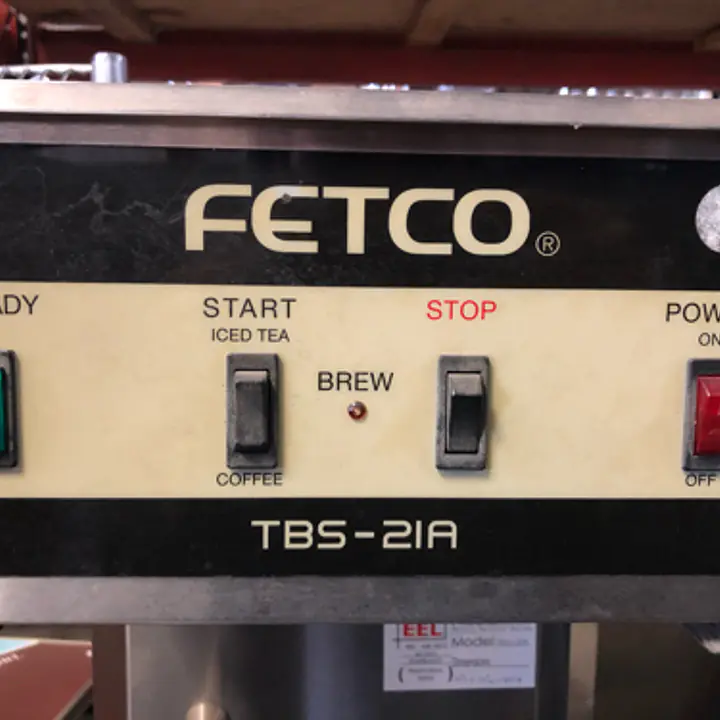 FETCO®
ADY
START
ICED TEA
STOP
POW
ON
BREW
COFFEE
OFF
TBS-21A
EEL
Model